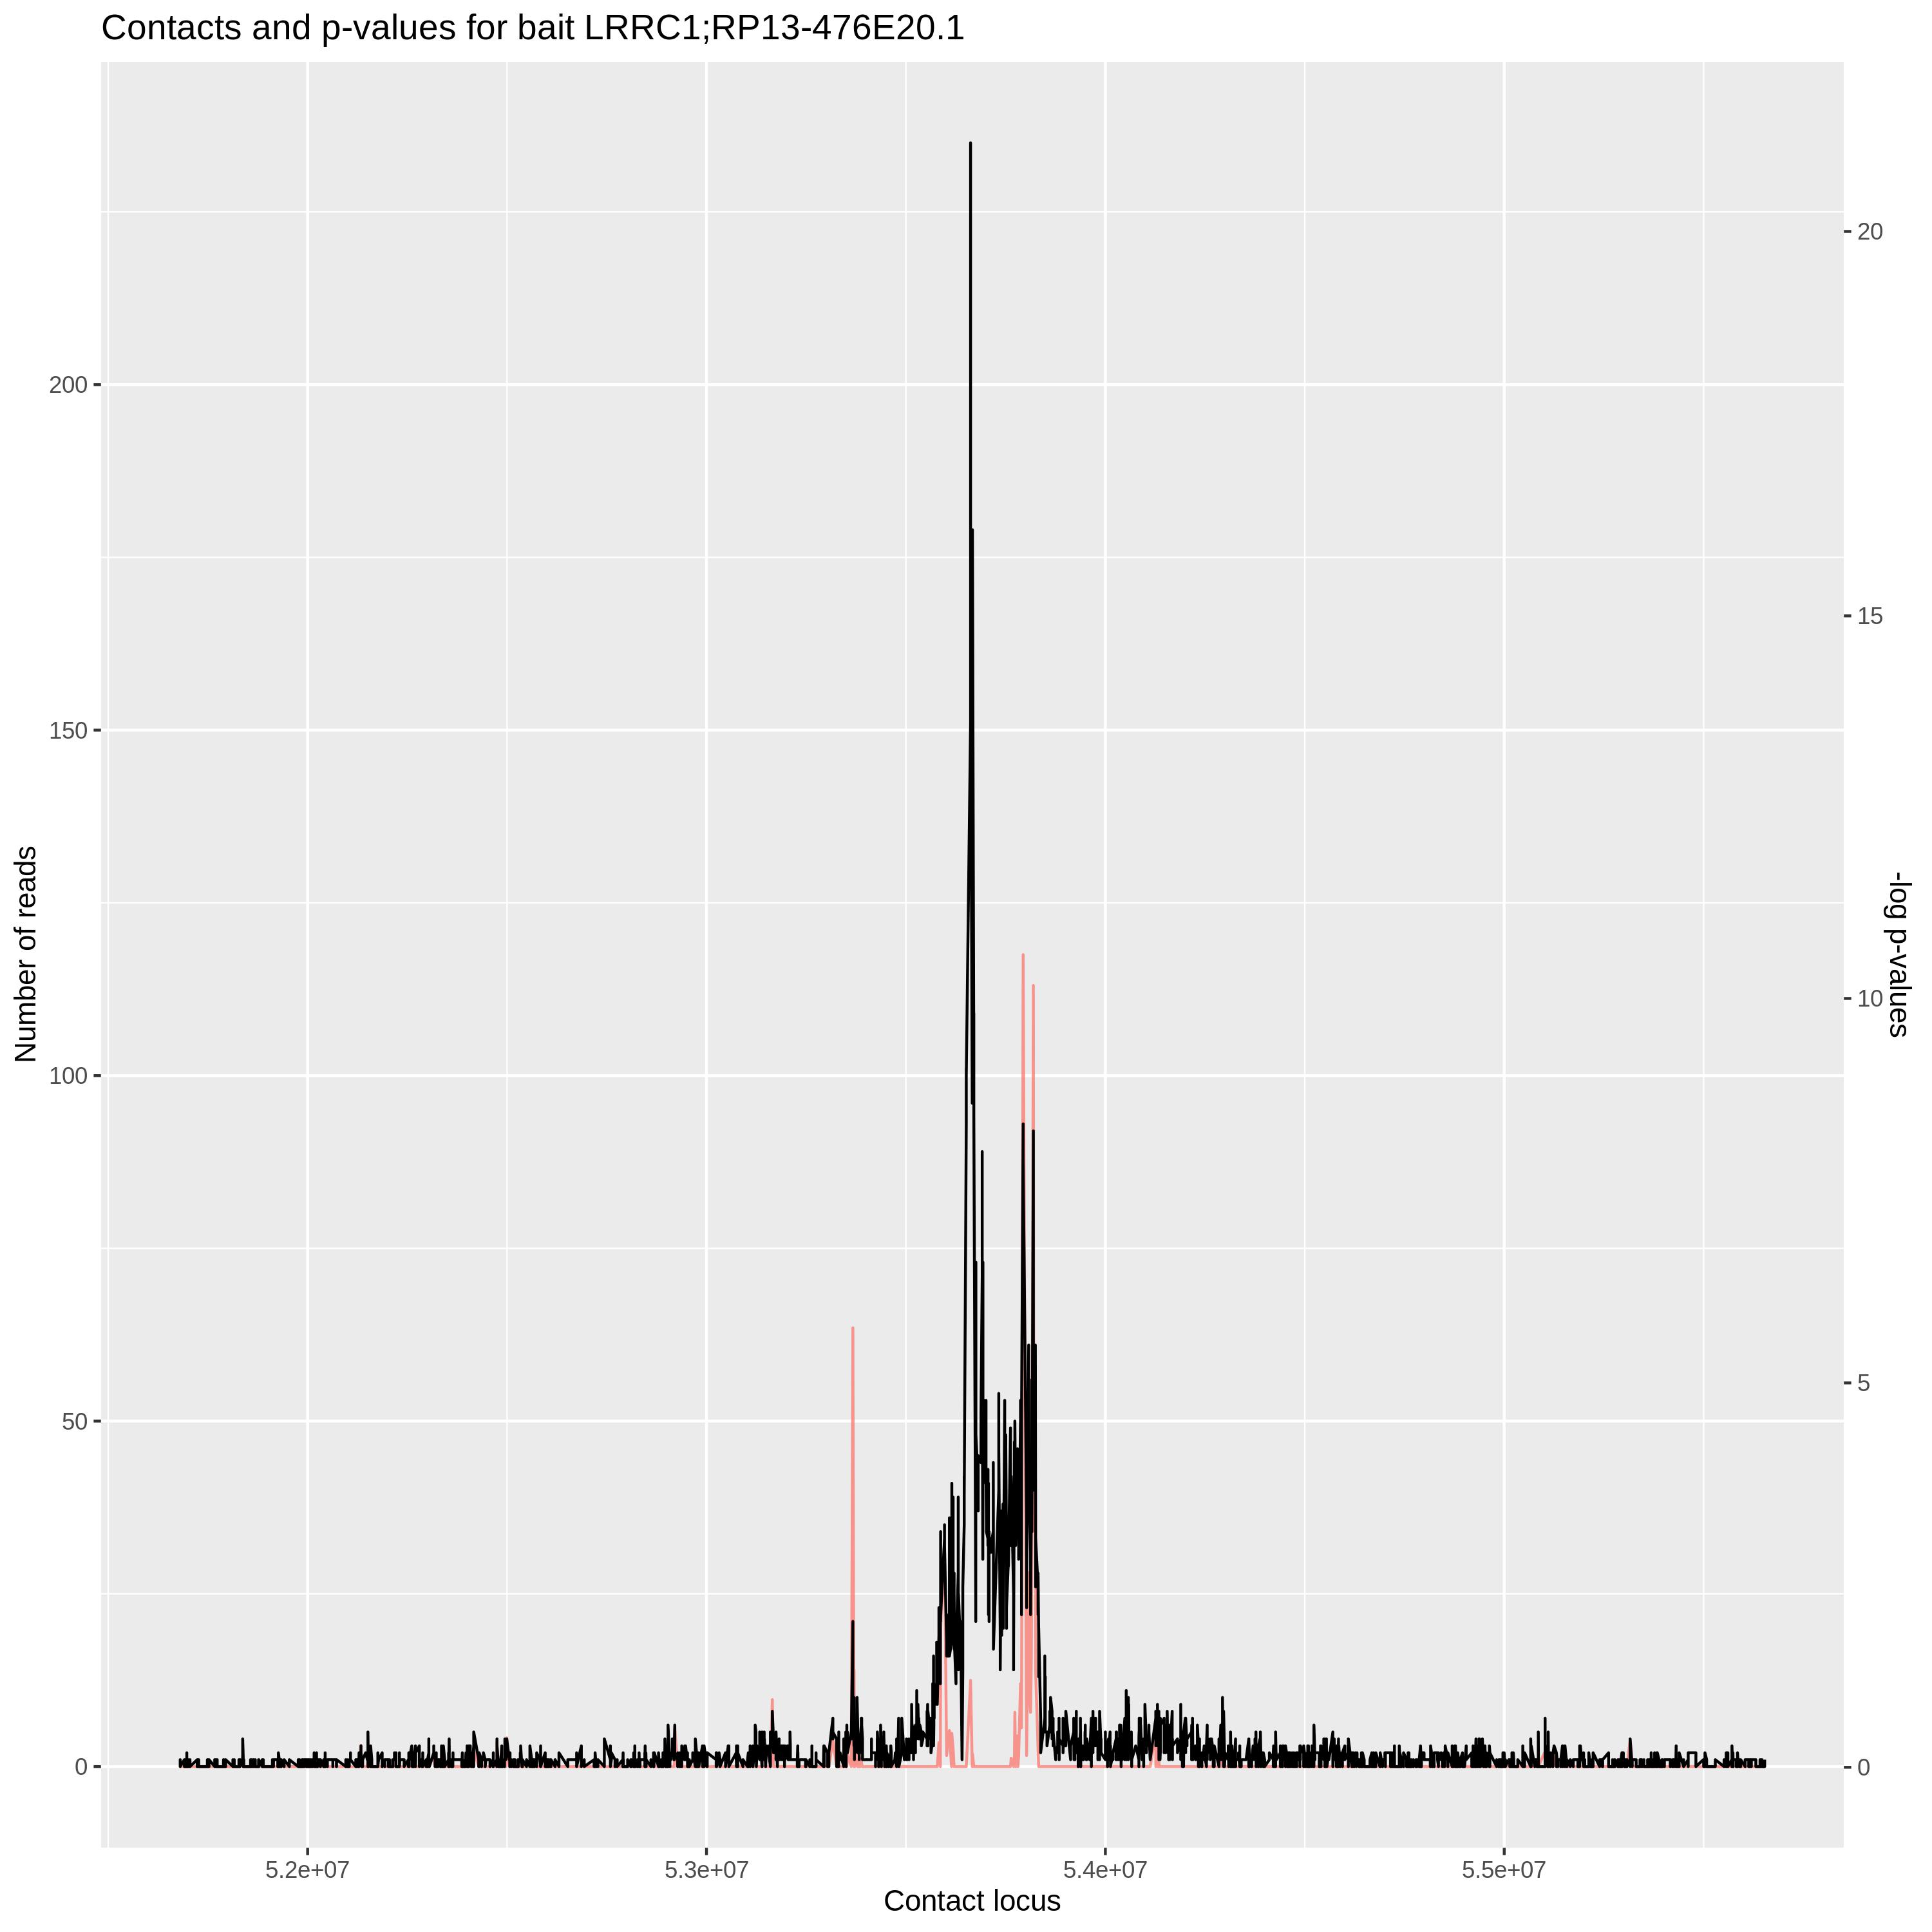 Contacts and p-values for bait LRRC1;RP13-476E20.1
Number of reads
200
150
100
50
0
20
15
10
5
0
-log p-values
5.2e+07
5.3e+07
5.4e+07
5.5e+07
Contact locus